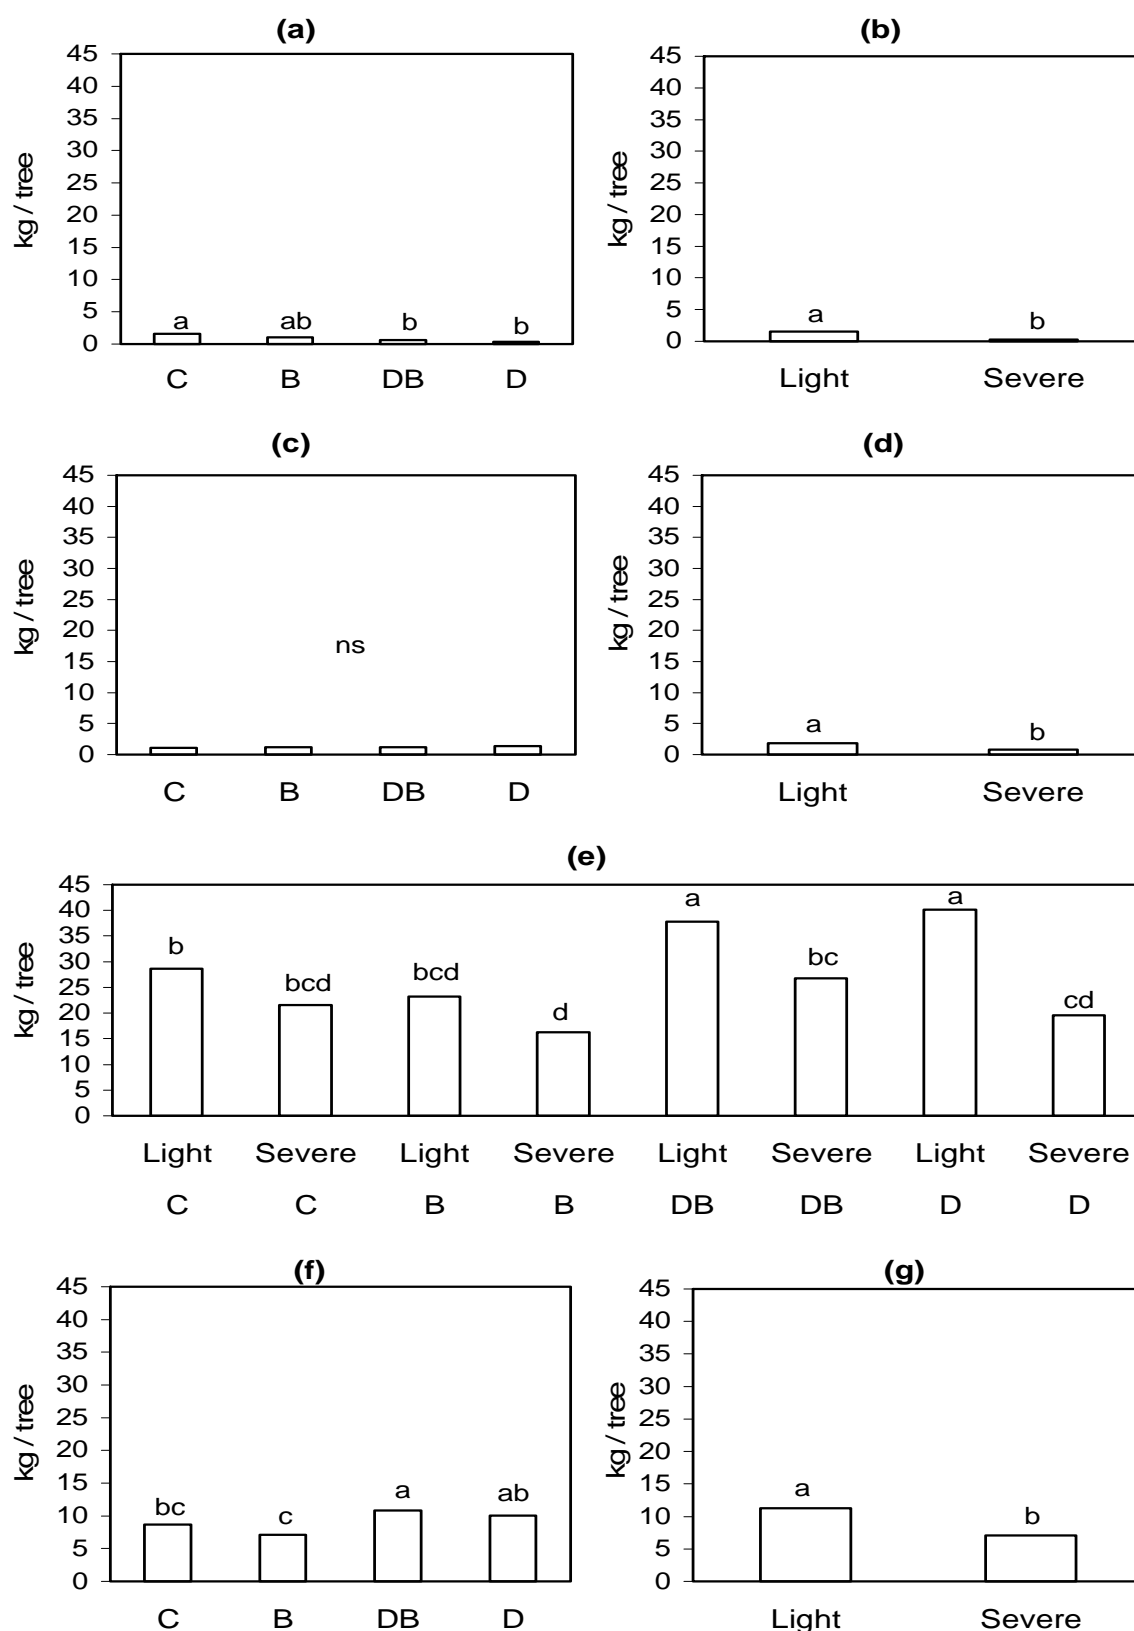 (a)
45
40
35
30
25
20
15
10
5
0
kg / tree
a
ab
b
b
C
B
DB
D
(b)
45
40
35
30
25
20
15
10
5
0
kg / tree
a
b
Light
Severe
(c)
45
40
35
30
25
20
15
10
5
0
kg / tree
ns
C
B
DB
D
(d)
45
40
35
30
25
20
15
10
5
0
kg / tree
a
b
Light
Severe
(e)
45
40
35
30
25
20
15
10
5
0
kg / tree
b
bcd
bcd
d
a
bc
a
cd
Light Severe Light Severe Light Severe Light Severe
C C B B DB DB D D
(f)
45
40
35
30
25
20
15
10
5
0
kg / tree
bc
c
a
ab
C
B
DB
D
(g)
45
40
35
30
25
20
15
10
5
0
kg / tree
a
b
Light
Severe